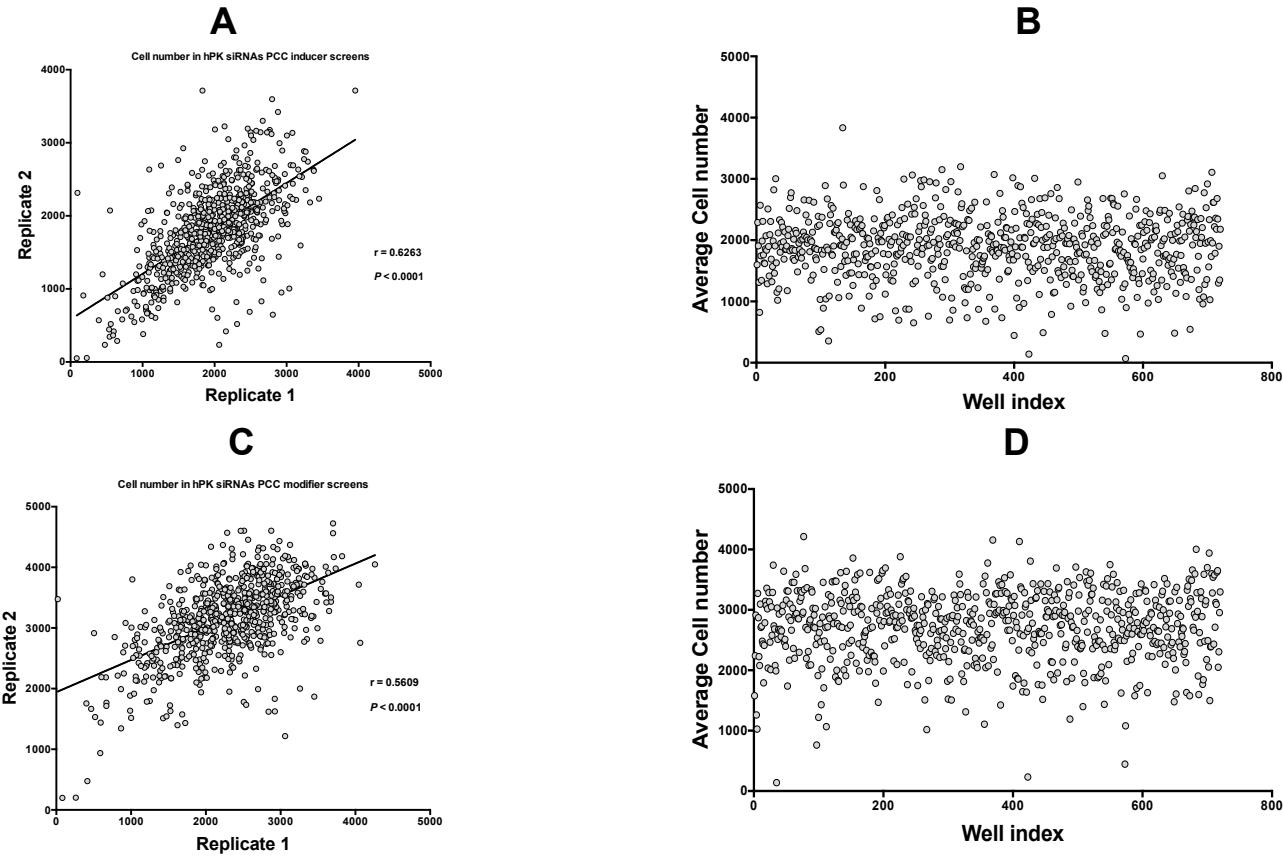 A
Cell number in hPK siRNAs PCC inducer screens
4000
3000
2000
1000
0
Replicate 2
0 1000 2000 3000 4000 5000
Replicate 1
r = 0.6263
P < 0.0001
B
5000
4000
3000
2000
1000
0
Average Cell number
0 200 400 600 800
Well index
C
Cell number in hPK siRNAs PCC modifier screens
5000
4000
3000
2000
1000
0
Replicate 2
0 1000 2000 3000 4000 5000
Replicate 1
r = 0.5609
P < 0.0001
D
5000
4000
3000
2000
1000
0
Average Cell number
0 200 400 600 800
Well index